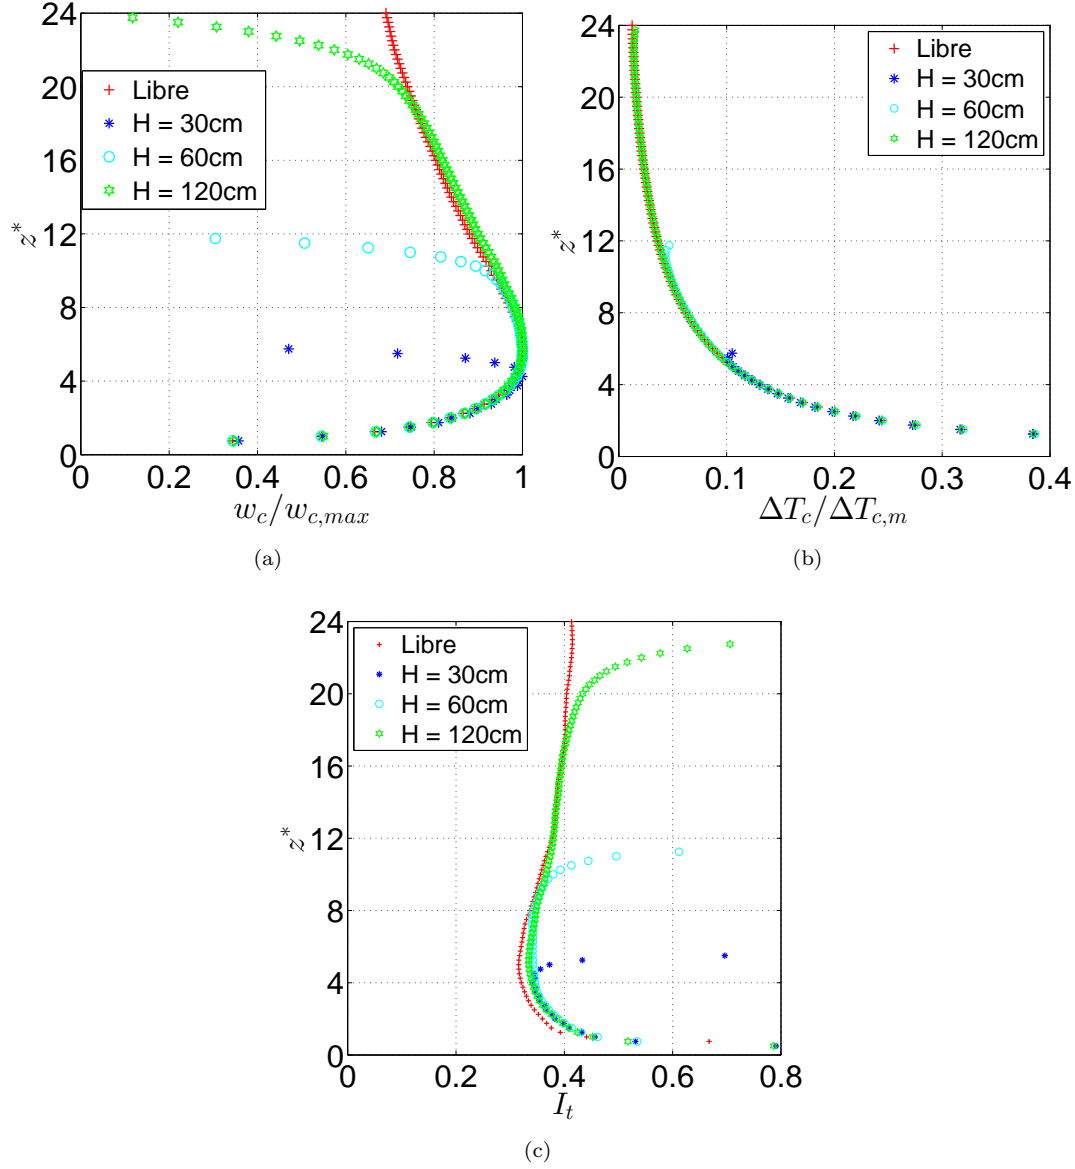 24
20
16
12
8
4
0
z*
Libre
H = 30cm
H = 60cm
H = 120cm
0 0.2 0.4 0.6 0.8 1
w_c/w_{c,max}
(a)
24
20
16
12
8
4
0
z*
Libre
H = 30cm
H = 60cm
H = 120cm
0 0.1 0.2 0.3 0.4
ΔT_c/ΔT_{c,m}
(b)
24
20
16
12
8
4
0
z*
Libre
H = 30cm
H = 60cm
H = 120cm
0 0.2 0.4 0.6 0.8
I_t
(c)